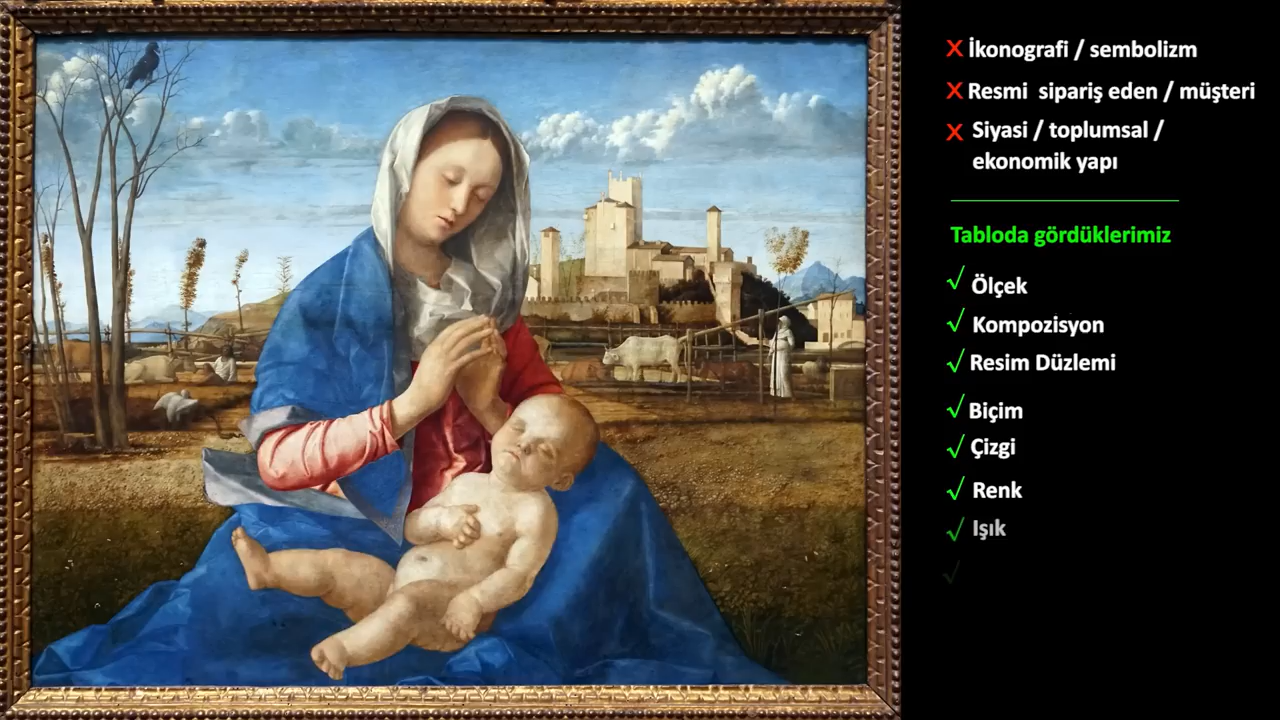 X İkonografi / sembolizm
X Resmi sipariş eden / müşteri
X Siyasi / toplumsal /
ekonomik yapı
Tabloda gördüklerimiz
√ Ölçek
√ Kompozisyon
√ Resim Düzlemi
√ Biçim
√ Çizgi
√ Renk
√ Işık
√